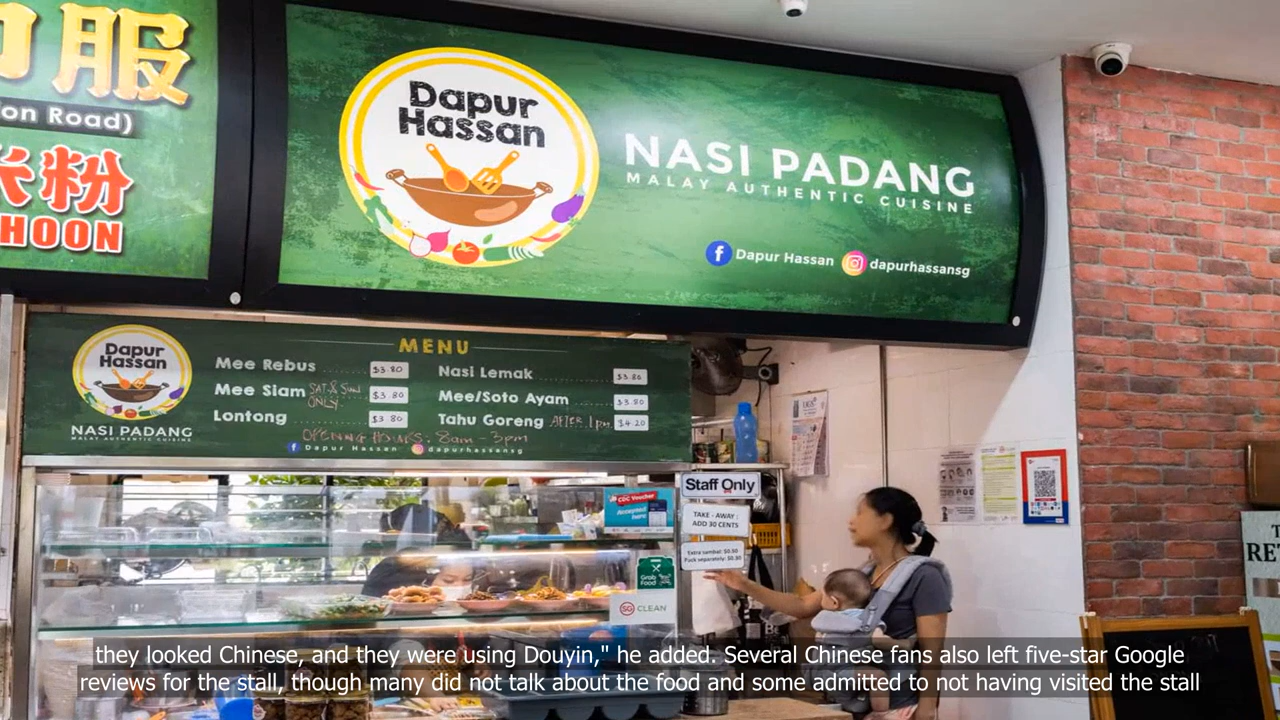 服
on Road)
米粉
HOON
Dapur
Hassan
NASI PADANG
MALAY AUTHENTIC CUISINE
Dapur Hassan dapurhassansg
Dapur
Hassan
NASI PADANG
MALAY AUTHENTIC CUISINE
MENU
Mee Rebus $3.80
Mee Siam SAT & SUN ONLY $3.80
Lontong $3.80
Nasi Lemak $3.80
Mee/Soto Ayam $3.80
Tahu Goreng AFTER 1pm $4.20
OPENING HOURS: 8am - 3pm
Dapur Hassan dapurhassansg
Staff Only
TAKE - AWAY :
ADD 30 CENTS
Extra sambal: $0.50
Pack separately: $0.30
CDC Voucher
Accepted
here
Grab
Food
SG CLEAN
RE
they looked Chinese, and they were using Douyin," he added. Several Chinese fans also left five-star Google
reviews for the stall, though many did not talk about the food and some admitted to not having visited the stall